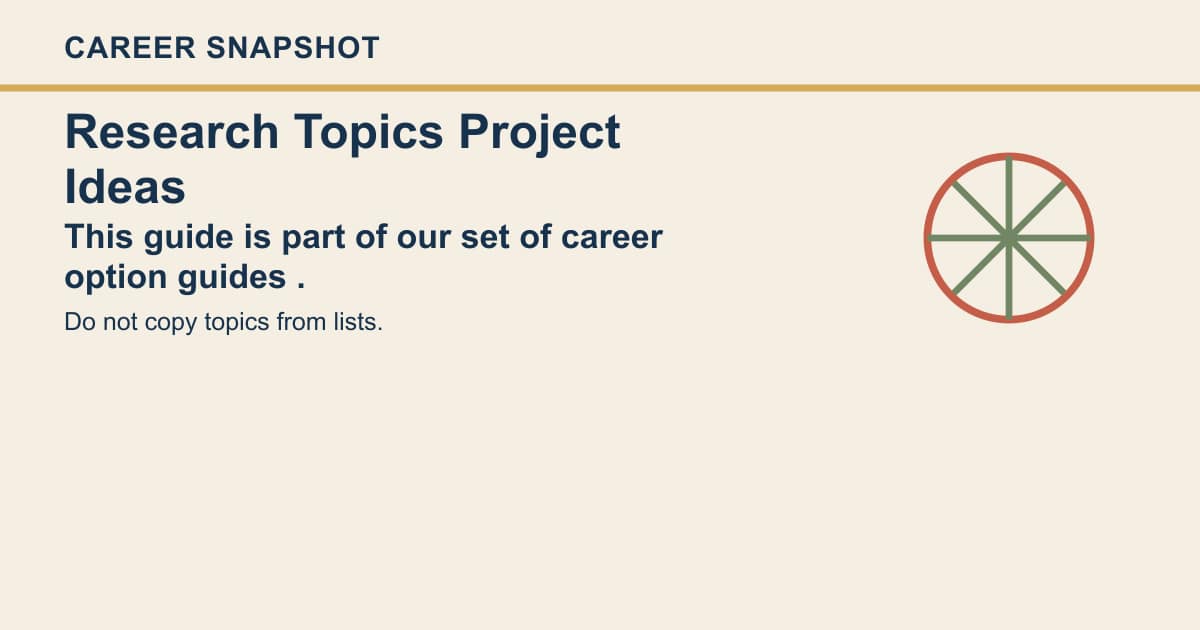 CAREER SNAPSHOT
Research Topics Project
Ideas
This guide is part of our set of career
option guides .
Do not copy topics from lists.